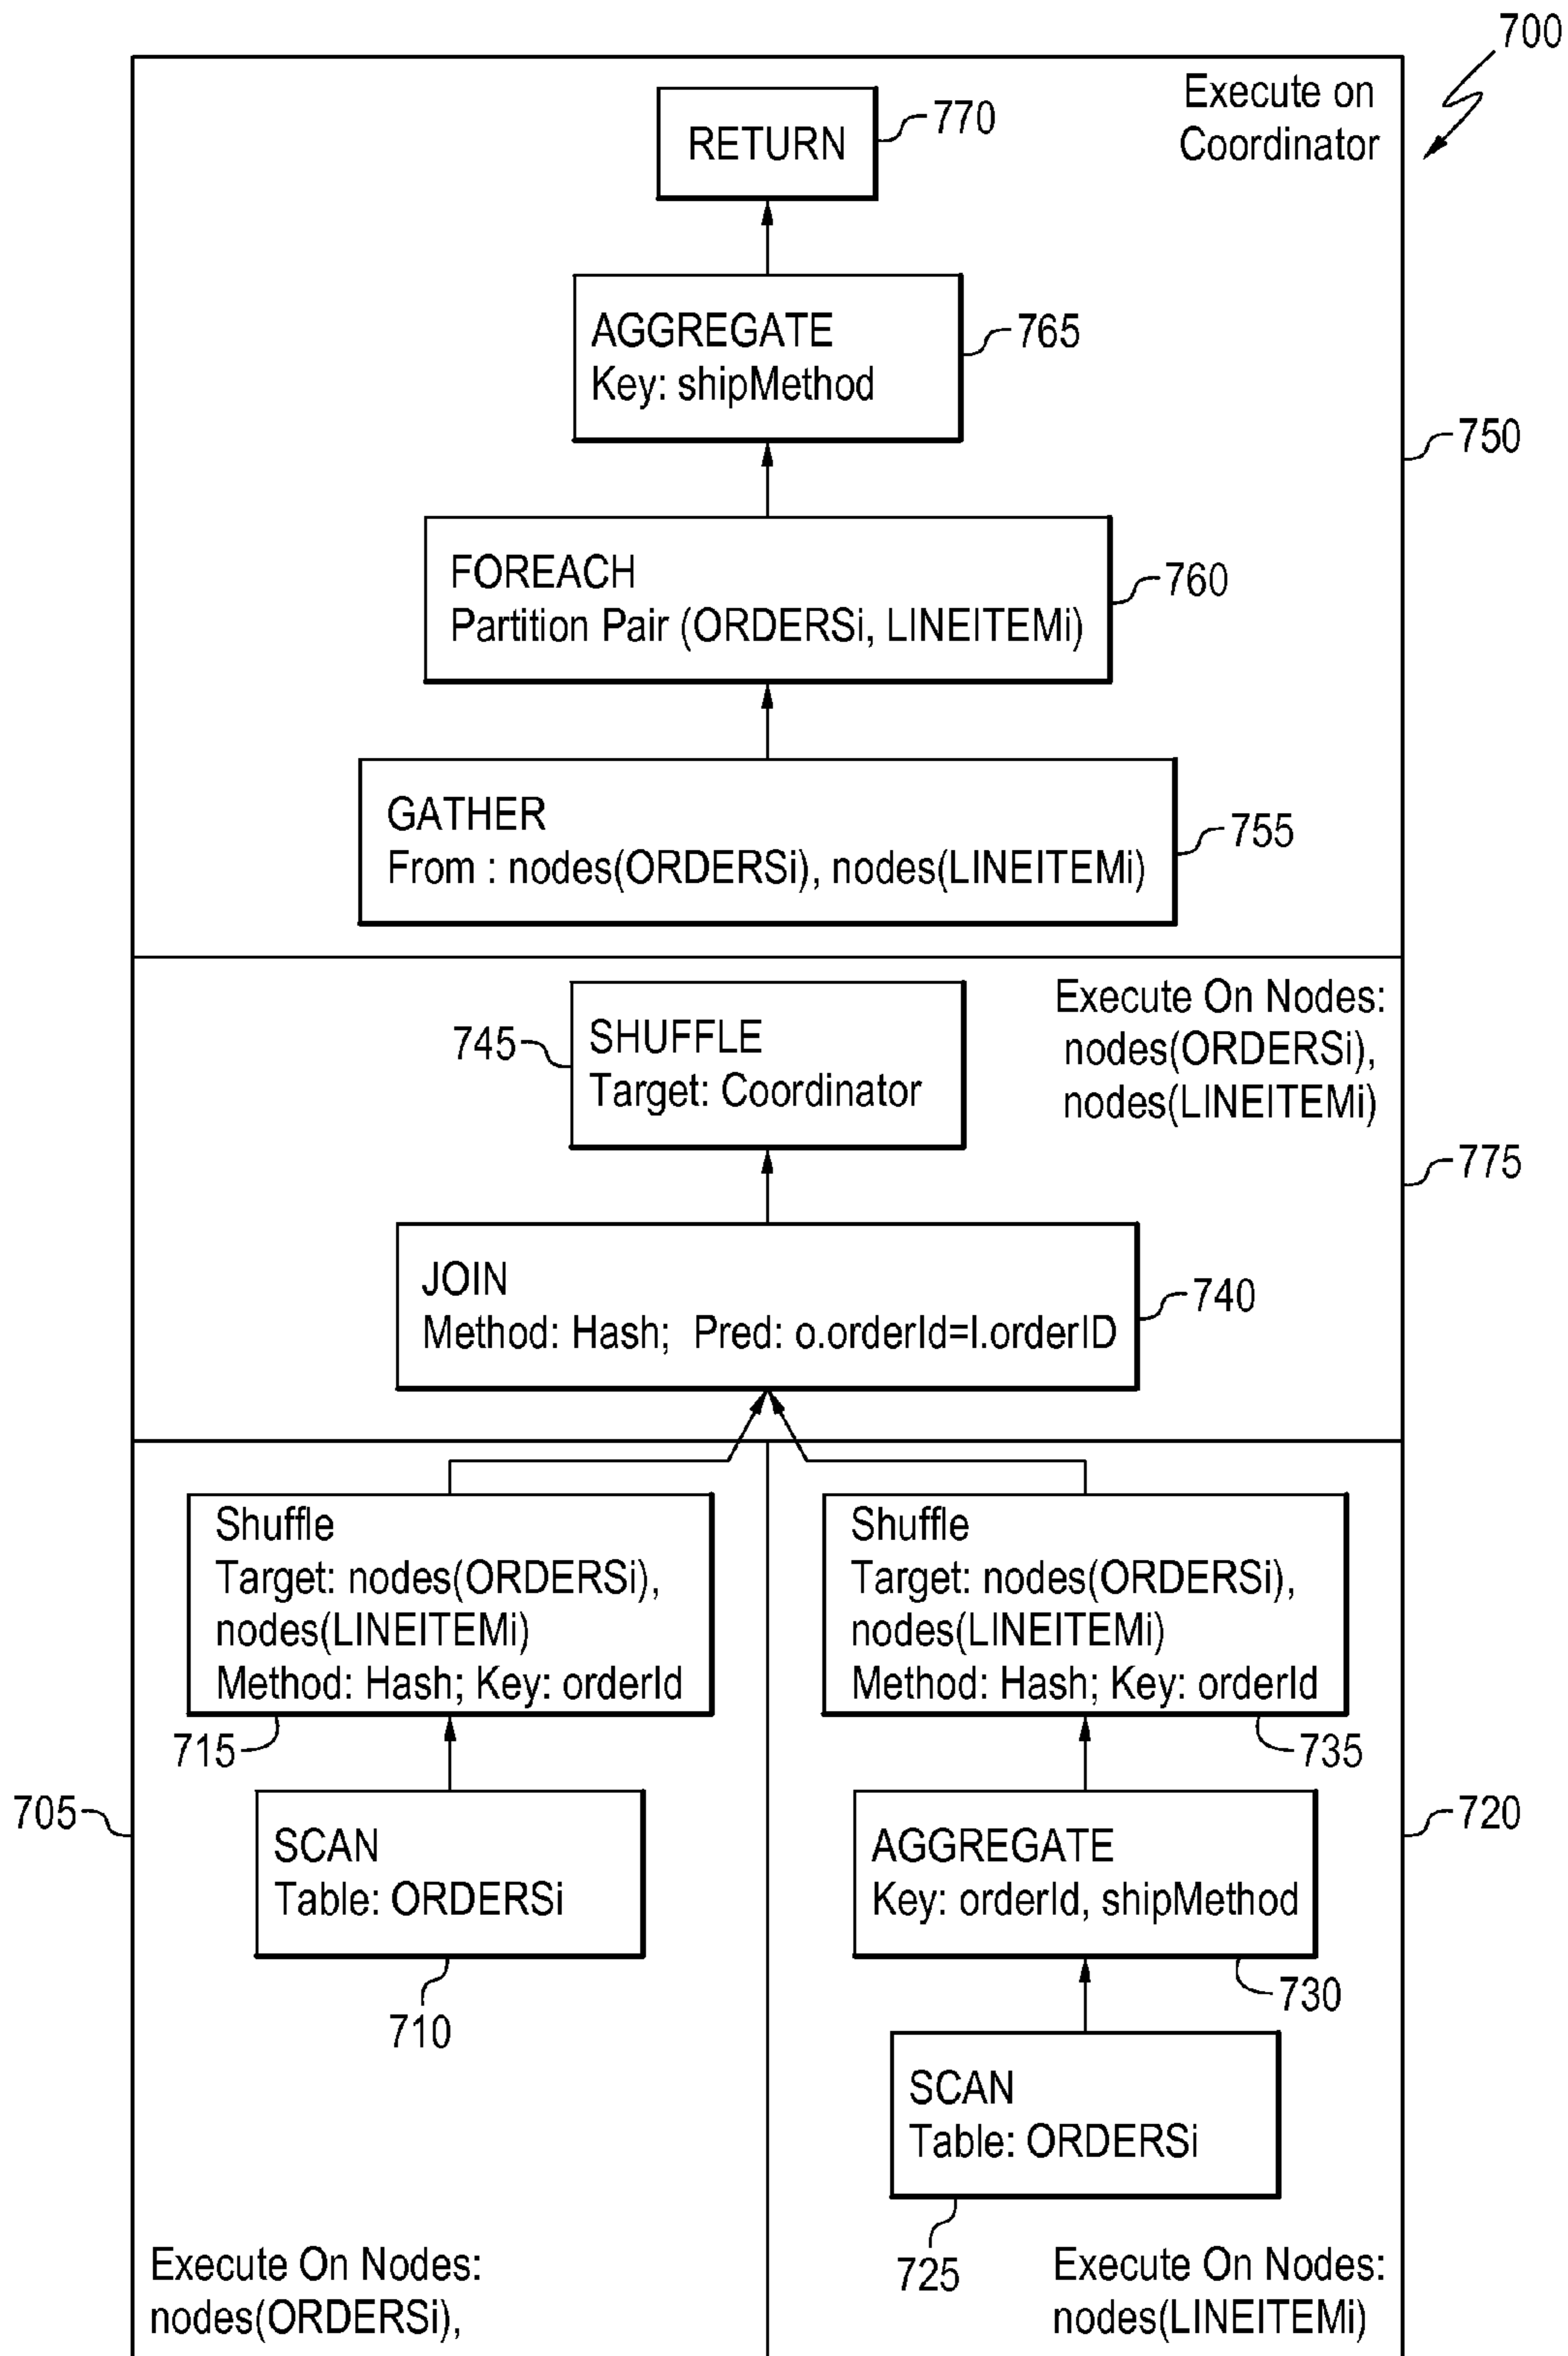 700
Execute on
Coordinator
RETURN
770
AGGREGATE
Key: shipMethod
765
750
FOREACH
Partition Pair (ORDERSi, LINEITEMi)
760
GATHER
From : nodes(ORDERSi), nodes(LINEITEMi)
755
Execute On Nodes:
nodes(ORDERSi),
nodes(LINEITEMi)
745
SHUFFLE
Target: Coordinator
775
JOIN
Method: Hash; Pred: o.orderId=l.orderID
740
Shuffle
Target: nodes(ORDERSi),
nodes(LINEITEMi)
Method: Hash; Key: orderId
715
Shuffle
Target: nodes(ORDERSi),
nodes(LINEITEMi)
Method: Hash; Key: orderId
735
705
SCAN
Table: ORDERSi
710
AGGREGATE
Key: orderId, shipMethod
730
720
SCAN
Table: ORDERSi
725
Execute On Nodes:
nodes(ORDERSi),
Execute On Nodes:
nodes(LINEITEMi)